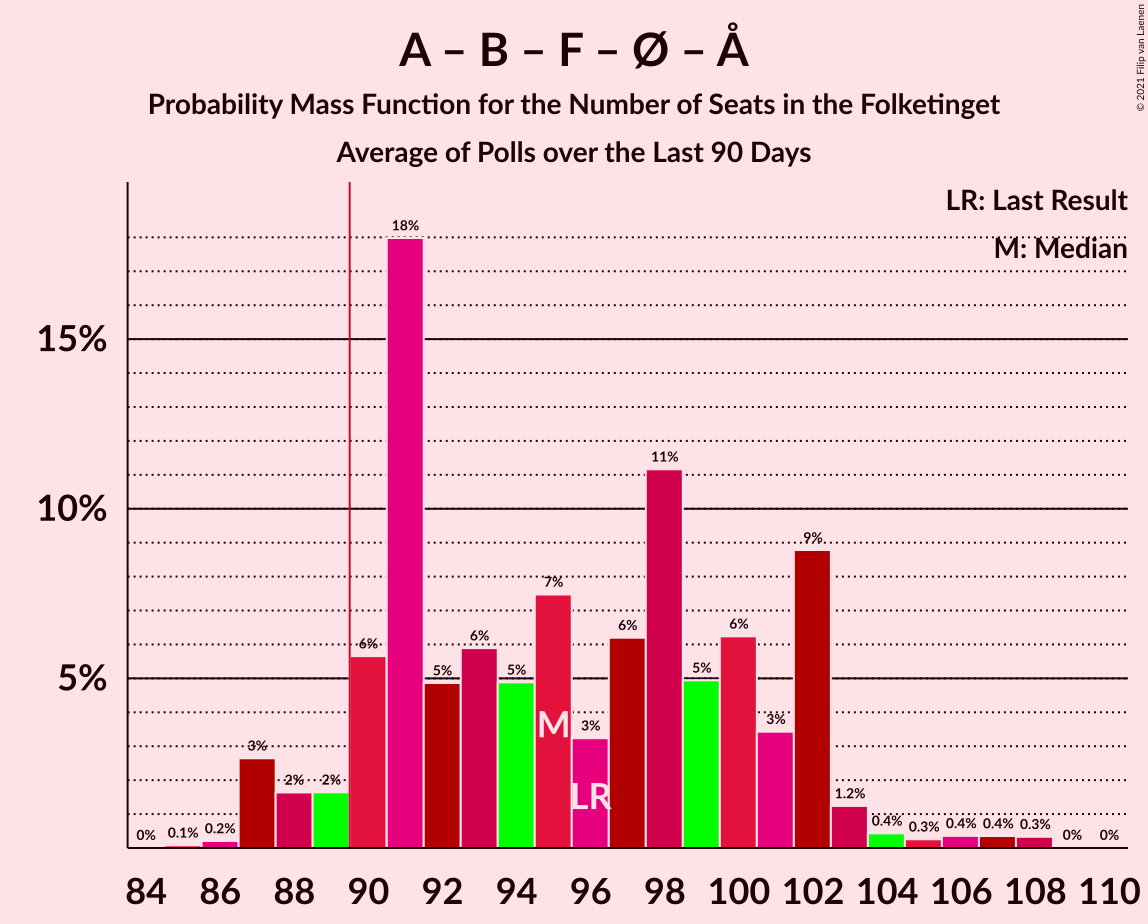 A – B – F – Ø – Å
Probability Mass Function for the Number of Seats in the Folketinget
Average of Polls over the Last 90 Days
© 2021 Filip van Laenen
LR: Last Result
M: Median
15%
10%
5%
0% 0.1% 0.2% 3% 2% 2% 6% 18% 5% 6% 5% 7% 3% 6% 11% 5% 6% 3% 9% 1.2% 0.4% 0.3% 0.4% 0.4% 0.3% 0% 0%
M
LR
84 86 88 90 92 94 96 98 100 102 104 106 108 110